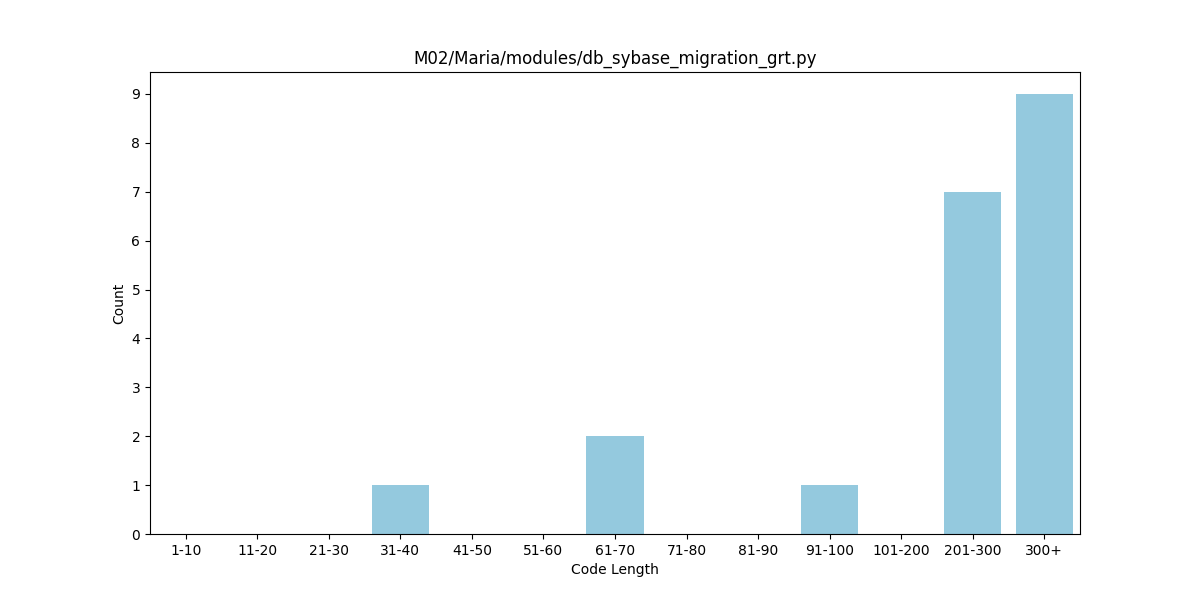 M02/Maria/modules/db_sybase_migration_grt.py
9
8
7
6
5
4
3
2
1
0
Count
1-10 11-20 21-30 31-40 41-50 51-60 61-70 71-80 81-90 91-100 101-200 201-300 300+
Code Length